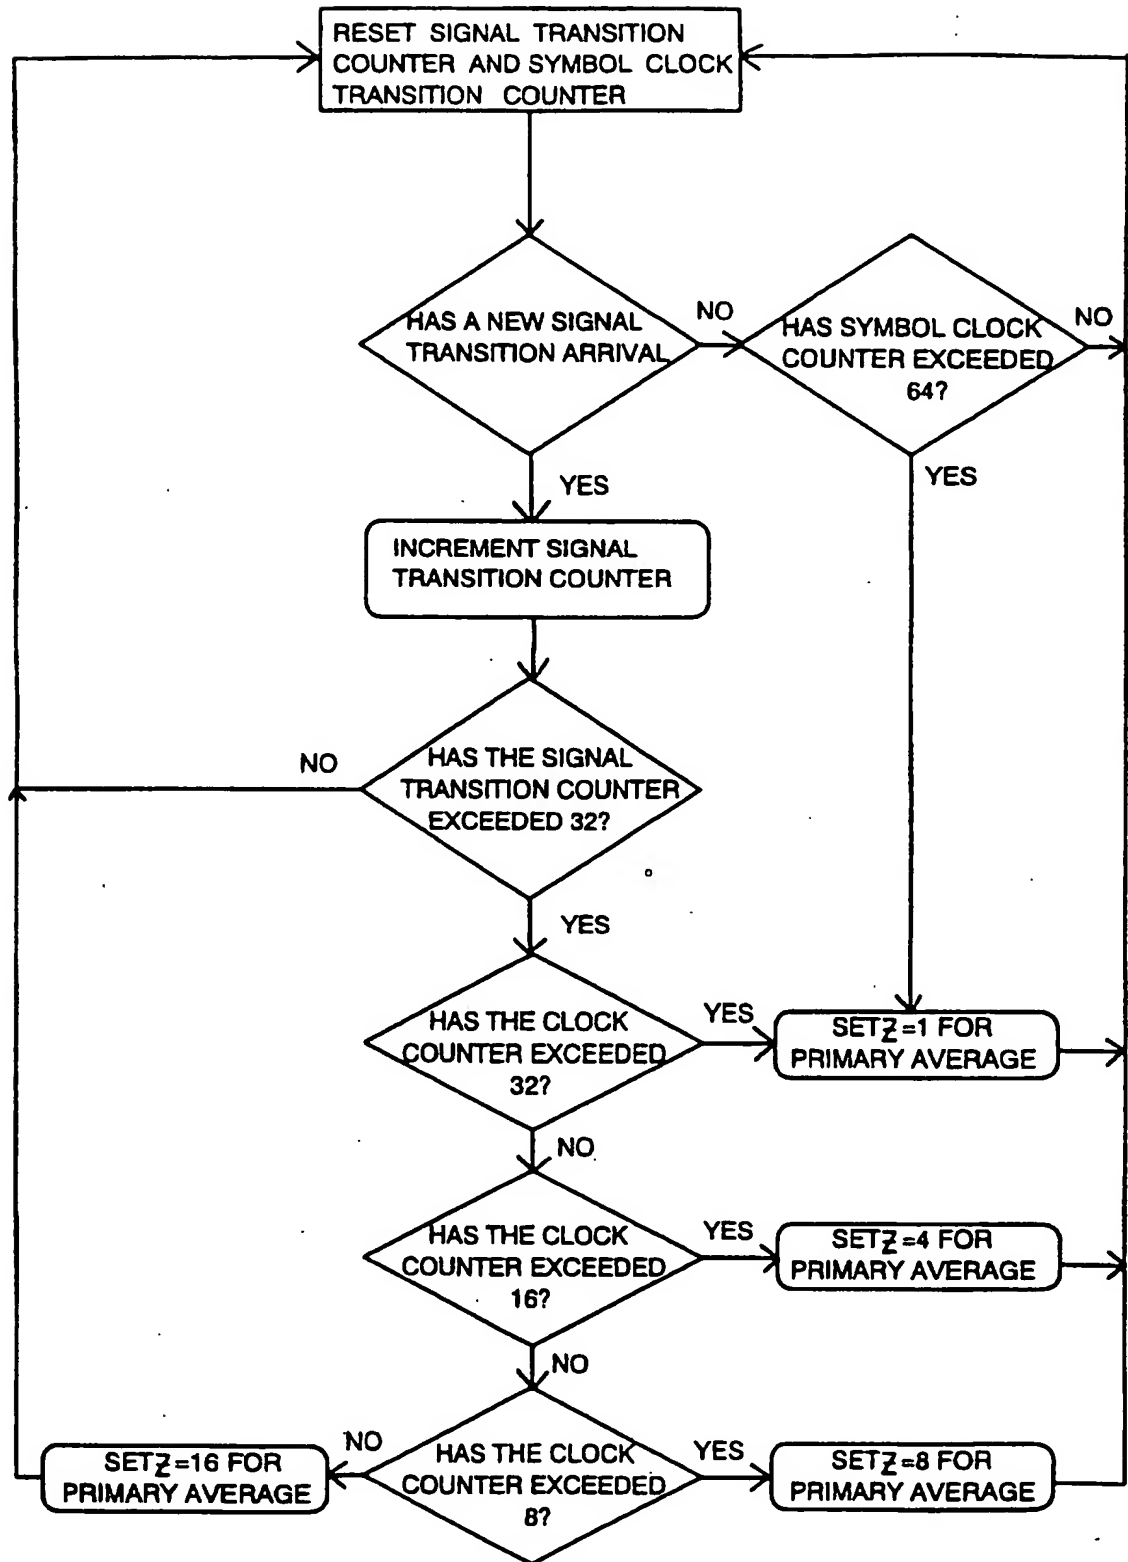 RESET SIGNAL TRANSITION
COUNTER AND SYMBOL CLOCK
TRANSITION COUNTER
HAS A NEW SIGNAL
TRANSITION ARRIVAL
NO
HAS SYMBOL CLOCK
COUNTER EXCEEDED
64?
NO
YES
YES
INCREMENT SIGNAL
TRANSITION COUNTER
NO
HAS THE SIGNAL
TRANSITION COUNTER
EXCEEDED 32?
YES
HAS THE CLOCK
COUNTER EXCEEDED
32?
YES
SET Z=1 FOR
PRIMARY AVERAGE
NO
HAS THE CLOCK
COUNTER EXCEEDED
16?
YES
SET Z=4 FOR
PRIMARY AVERAGE
NO
SET Z=16 FOR
PRIMARY AVERAGE
NO
HAS THE CLOCK
COUNTER EXCEEDED
8?
YES
SET Z=8 FOR
PRIMARY AVERAGE